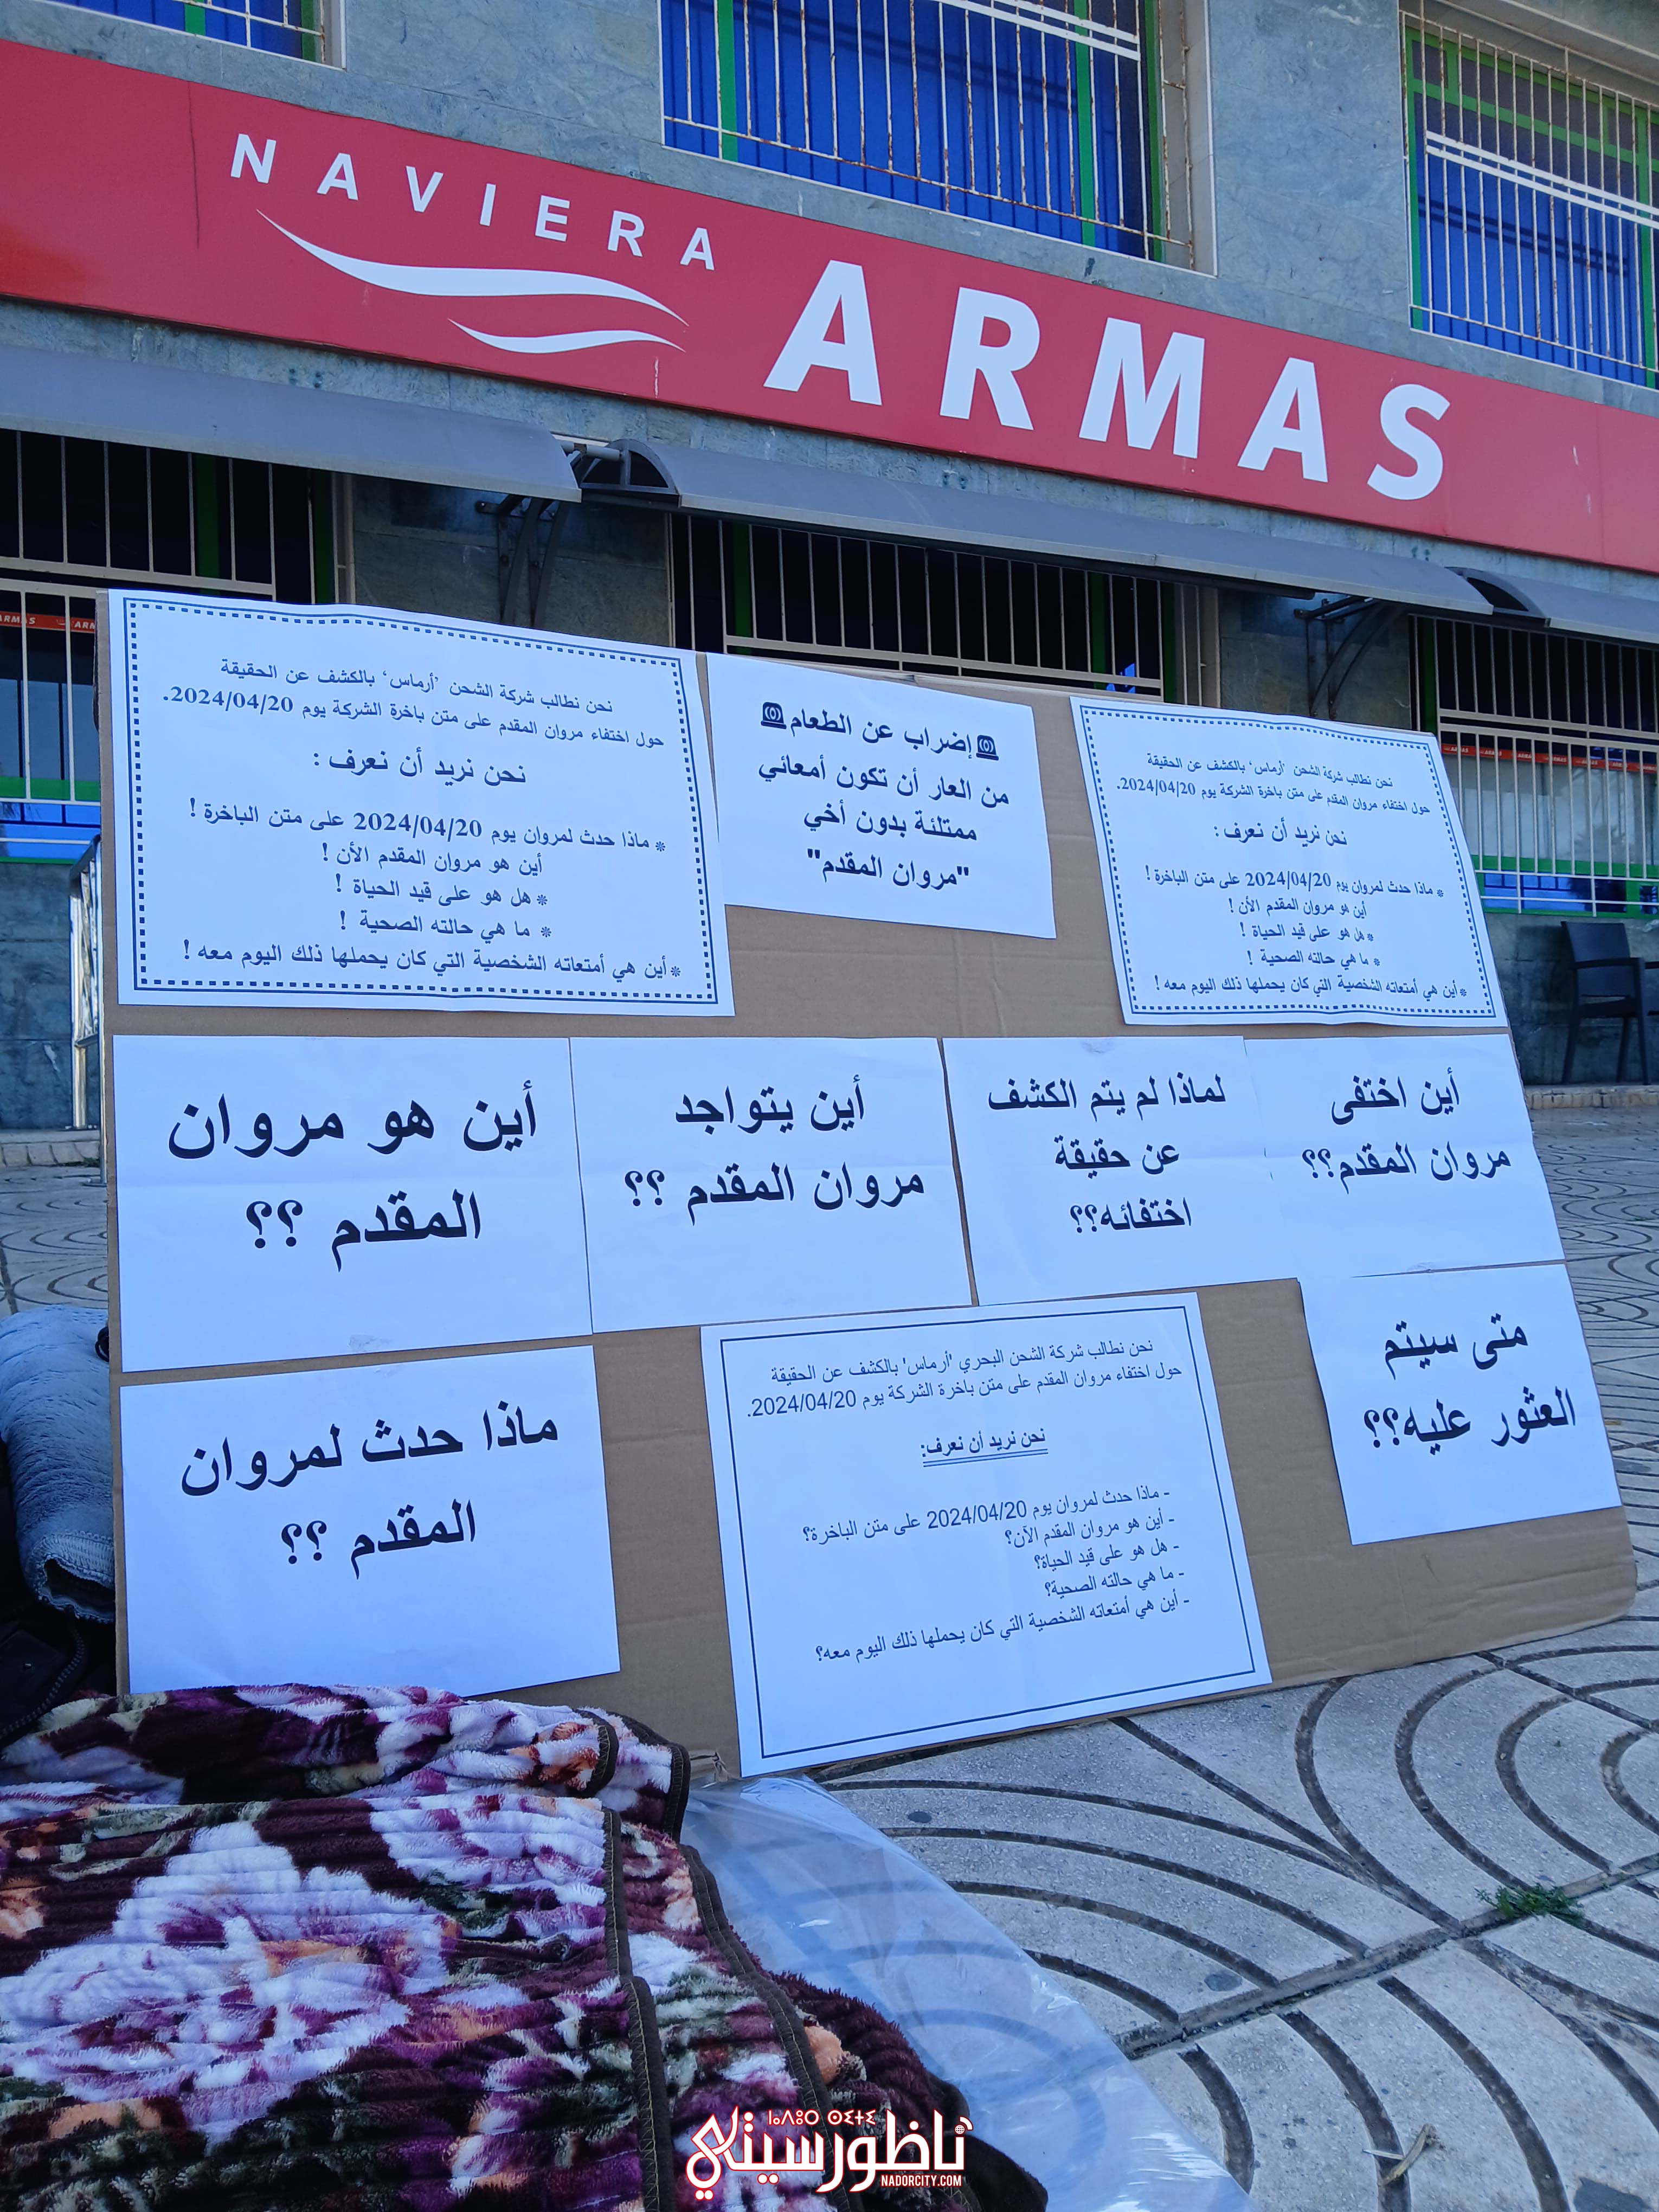 NAVIERA
ARMAS
نحن نطالب شركة الشحن ’أرماس‘ بالكشف عن الحقيقة
حول اختفاء مروان المقدم على متن باخرة الشركة يوم 2024/04/20.
نحن نريد أن نعرف :
* ماذا حدث لمروان يوم 2024/04/20 على متن الباخرة !
أين هو مروان المقدم الأن !
* هل هو على قيد الحياة !
* ما هي حالته الصحية !
* أين هي أمتعاته الشخصية التي كان يحملها ذلك اليوم معه !
إضراب عن الطعام
من العار أن تكون أمعائي
ممتلئة بدون أخي
"مروان المقدم"
نحن نطالب شركة الشحن ’أرماس‘ بالكشف عن الحقيقة
حول اختفاء مروان المقدم على متن باخرة الشركة يوم 2024/04/20.
نحن نريد أن نعرف :
* ماذا حدث لمروان يوم 2024/04/20 على متن الباخرة !
أين هو مروان المقدم الأن !
* هل هو على قيد الحياة !
* ما هي حالته الصحية !
* أين هي أمتعاته الشخصية التي كان يحملها ذلك اليوم معه !
أين اختفى
مروان المقدم؟؟
لماذا لم يتم الكشف
عن حقيقة
اختفائه؟؟
أين يتواجد
مروان المقدم ؟؟
أين هو مروان
المقدم ؟؟
متى سيتم
العثور عليه؟؟
نحن نطالب شركة الشحن البحري 'أرماس' بالكشف عن الحقيقة
حول اختفاء مروان المقدم على متن باخرة الشركة يوم 2024/04/20.
نحن نريد أن نعرف:
- ماذا حدث لمروان يوم 2024/04/20 على متن الباخرة؟
- أين هو مروان المقدم الآن؟
- هل هو على قيد الحياة؟
- ما هي حالته الصحية؟
- أين هي أمتعاته الشخصية التي كان يحملها ذلك اليوم معه؟
ماذا حدث لمروان
المقدم ؟؟
ARMAS
ARMAS
ⵏⴰⴷⵓⵔ ⵙⵉⵜⵉ
ناظورسيتي
NADORCITY.COM